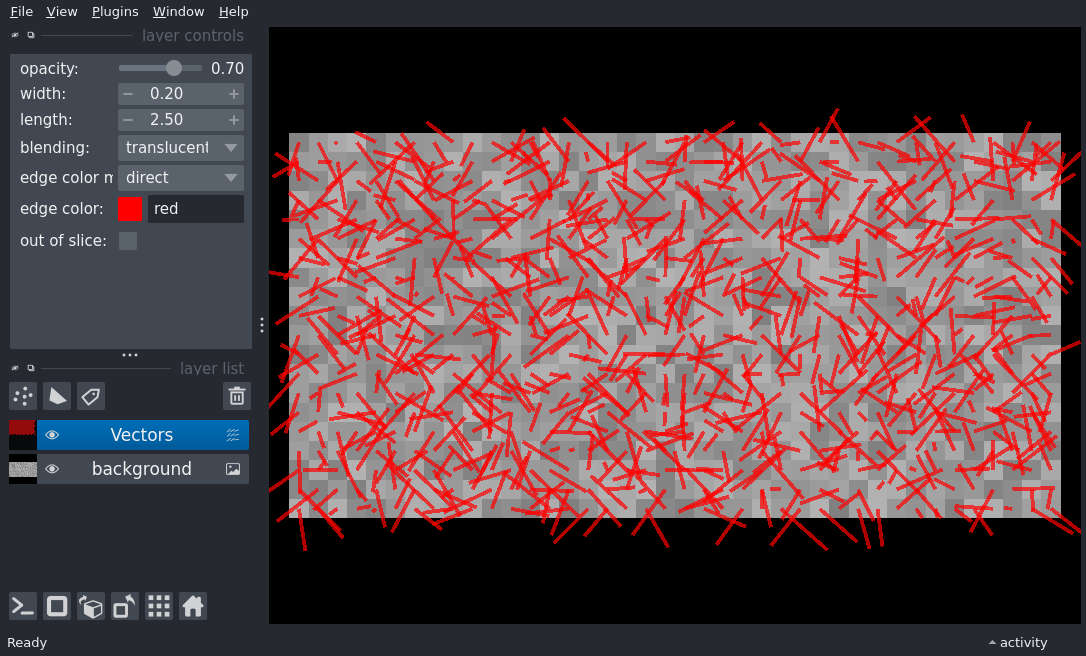 File View Plugins Window Help
layer controls
opacity: 0.70
width: − 0.20 +
length: − 2.50 +
blending: translucent
edge color m direct
edge color: red
out of slice:
layer list
Vectors
background
Ready
activity